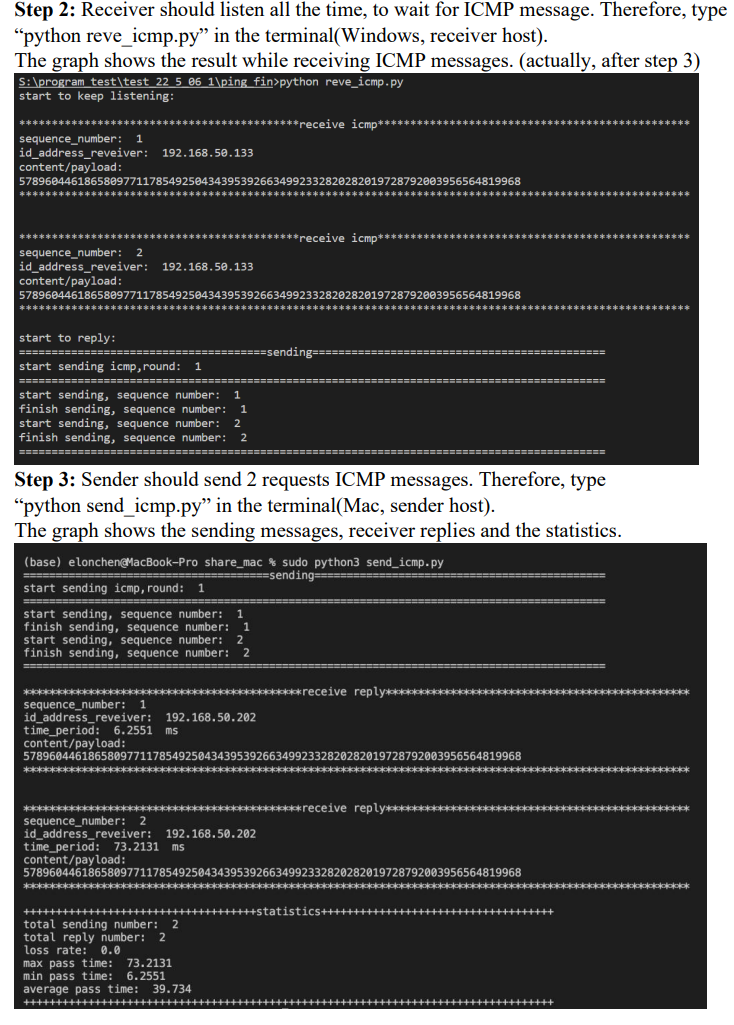 Step 2: Receiver should listen all the time, to wait for ICMP message. Therefore, type
“python reve_icmp.py” in the terminal(Windows, receiver host).
The graph shows the result while receiving ICMP messages. (actually, after step 3)
S:\program_test\test_22_5_06_1\ping_fin>python reve_icmp.py
start to keep listening:
*******************************************receive icmp************************************************
sequence_number:  1
id_address_reveiver:  192.168.50.133
content/payload:
57896044618658097711785492504343953926634992332820282019728792003956564819968
*******************************************************************************************************
*******************************************receive icmp************************************************
sequence_number:  2
id_address_reveiver:  192.168.50.133
content/payload:
57896044618658097711785492504343953926634992332820282019728792003956564819968
*******************************************************************************************************
start to reply:
======================================sending=============================================
start sending icmp,round:  1
==========================================================================================
start sending, sequence number:  1
finish sending, sequence number:  1
start sending, sequence number:  2
finish sending, sequence number:  2
==========================================================================================
Step 3: Sender should send 2 requests ICMP messages. Therefore, type
“python send_icmp.py” in the terminal(Mac, sender host).
The graph shows the sending messages, receiver replies and the statistics.
(base) elonchen@MacBook-Pro share_mac % sudo python3 send_icmp.py
======================================sending=============================================
start sending icmp,round:  1
==========================================================================================
start sending, sequence number:  1
finish sending, sequence number:  1
start sending, sequence number:  2
finish sending, sequence number:  2
==========================================================================================
*******************************************receive reply***********************************************
sequence_number:  1
id_address_reveiver:  192.168.50.202
time_period:  6.2551  ms
content/payload:
57896044618658097711785492504343953926634992332820282019728792003956564819968
*******************************************************************************************************
*******************************************receive reply***********************************************
sequence_number:  2
id_address_reveiver:  192.168.50.202
time_period:  73.2131  ms
content/payload:
57896044618658097711785492504343953926634992332820282019728792003956564819968
*******************************************************************************************************
++++++++++++++++++++++++++++++++++++statistics++++++++++++++++++++++++++++++++++++
total sending number:  2
total reply number:  2
loss rate:  0.0
max pass time:  73.2131
min pass time:  6.2551
average pass time:  39.734
++++++++++++++++++++++++++++++++++++++++++++++++++++++++++++++++++++++++++++++++++